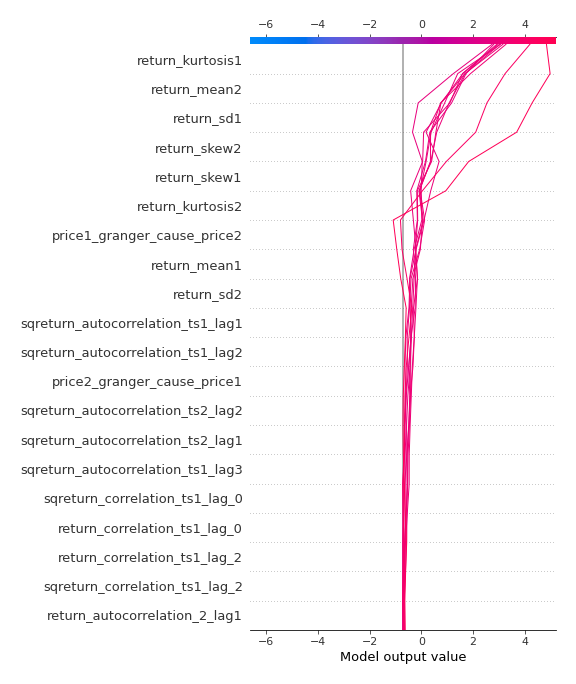 −6 −4 −2 0 2 4
return_kurtosis1
return_mean2
return_sd1
return_skew2
return_skew1
return_kurtosis2
price1_granger_cause_price2
return_mean1
return_sd2
sqreturn_autocorrelation_ts1_lag1
sqreturn_autocorrelation_ts1_lag2
price2_granger_cause_price1
sqreturn_autocorrelation_ts2_lag2
sqreturn_autocorrelation_ts2_lag1
sqreturn_autocorrelation_ts1_lag3
sqreturn_correlation_ts1_lag_0
return_correlation_ts1_lag_0
return_correlation_ts1_lag_2
sqreturn_correlation_ts1_lag_2
return_autocorrelation_2_lag1
−6 −4 −2 0 2 4
Model output value